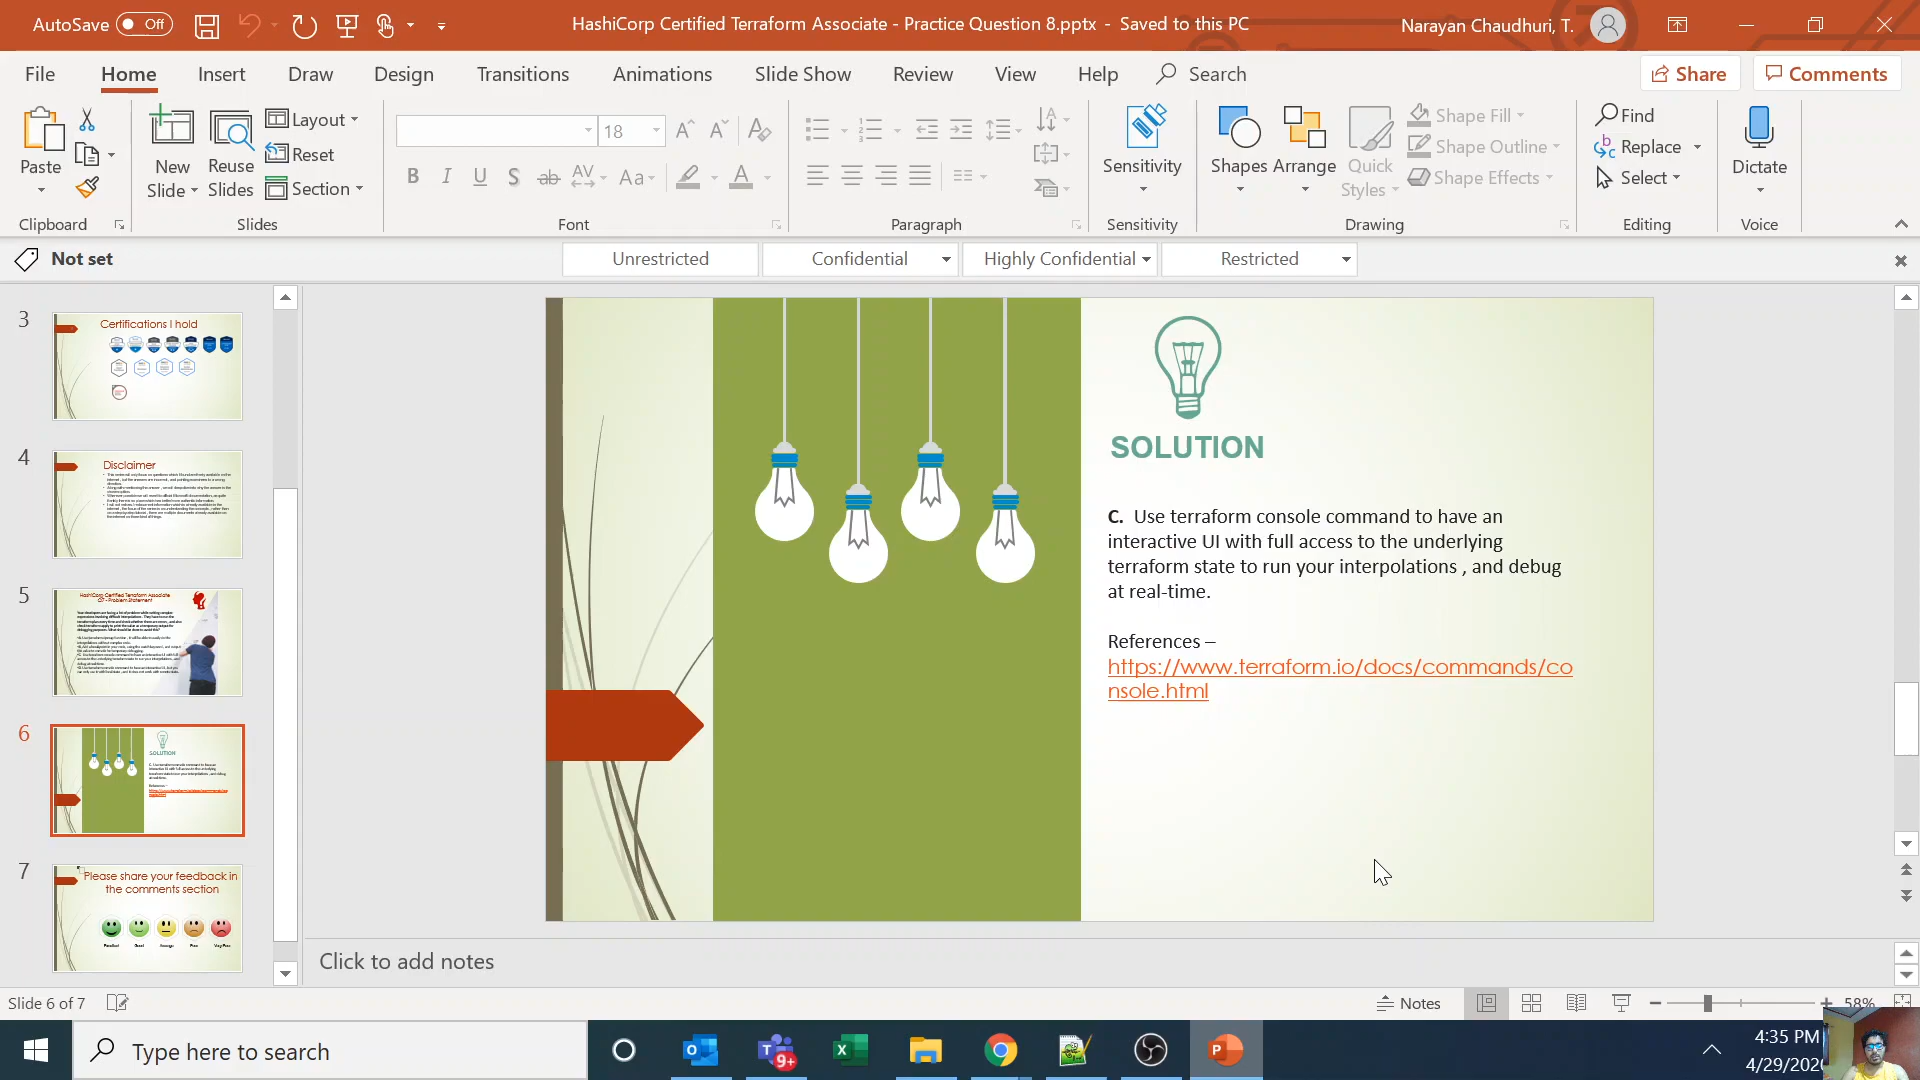 AutoSave Off
HashiCorp Certified Terraform Associate - Practice Question 8.pptx - Saved to this PC
Narayan Chaudhuri, T.
File Home Insert Draw Design Transitions Animations Slide Show Review View Help Search
Share Comments
Paste
New Slide
Reuse Slides
Layout
Reset
Section
18
Sensitivity
Shapes
Arrange
Quick Styles
Shape Fill
Shape Outline
Shape Effects
Find
Replace
Select
Dictate
Clipboard Slides Font Paragraph Sensitivity Drawing Editing Voice
Not set
Unrestricted Confidential Highly Confidential Restricted
3
Certifications I hold
4
Disclaimer
5
HashiCorp Certified Terraform Associate
6
SOLUTION
7
Please share your feedback in
the comments section
SOLUTION
C. Use terraform console command to have an
interactive UI with full access to the underlying
terraform state to run your interpolations , and debug
at real-time.
References –
https://www.terraform.io/docs/commands/co
nsole.html
Click to add notes
Slide 6 of 7
Notes
58%
Type here to search
9+
4:35 PM